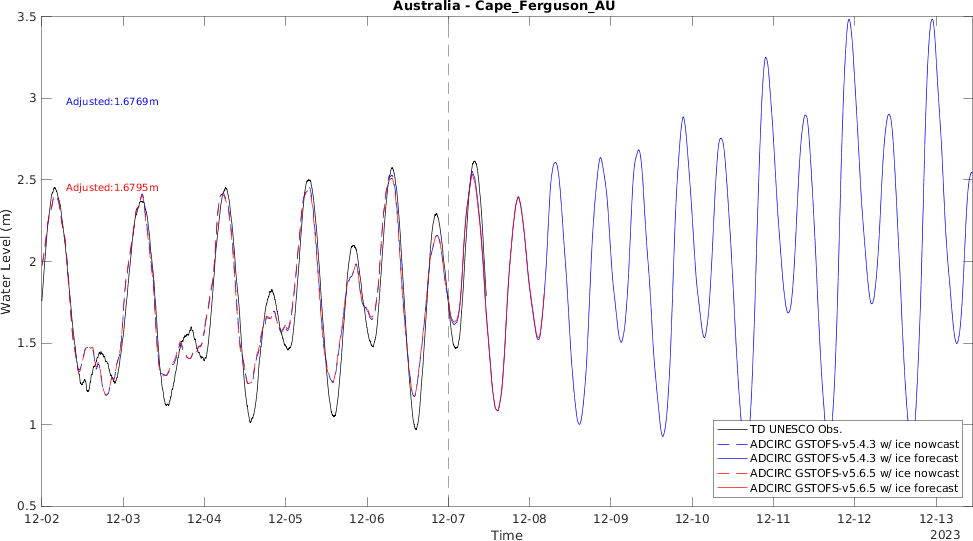 Australia - Cape_Ferguson_AU
3.5
3
2.5
2
1.5
1
0.5
Water Level (m)
Adjusted:1.6769m
Adjusted:1.6795m
TD UNESCO Obs.
ADCIRC GSTOFS-v5.4.3 w/ ice nowcast
ADCIRC GSTOFS-v5.4.3 w/ ice forecast
ADCIRC GSTOFS-v5.6.5 w/ ice nowcast
ADCIRC GSTOFS-v5.6.5 w/ ice forecast
12-02 12-03 12-04 12-05 12-06 12-07 12-08 12-09 12-10 12-11 12-12 12-13
2023
Time